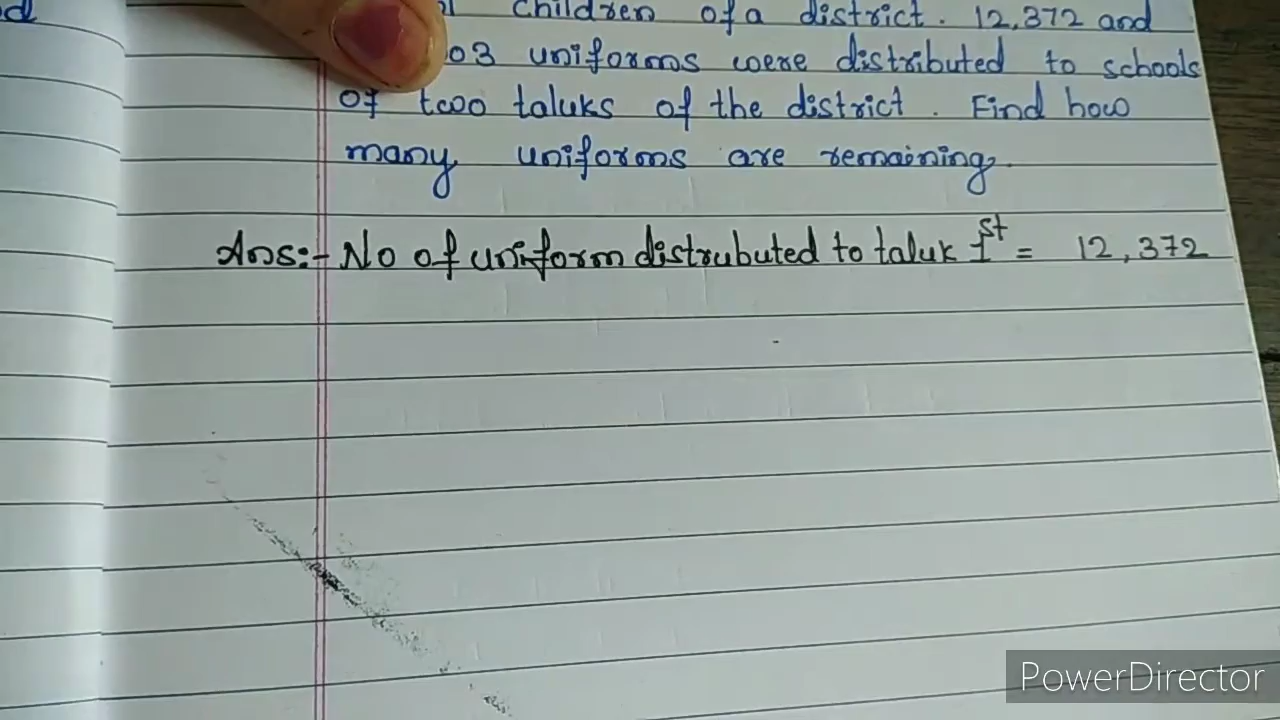 children of a district. 12,372 and
03 uniforms were distributed to schools
of two taluks of the district. Find how
many uniforms are remaining.
Ans:- No of uniform distrubuted to taluk 1st = 12,372
PowerDirector